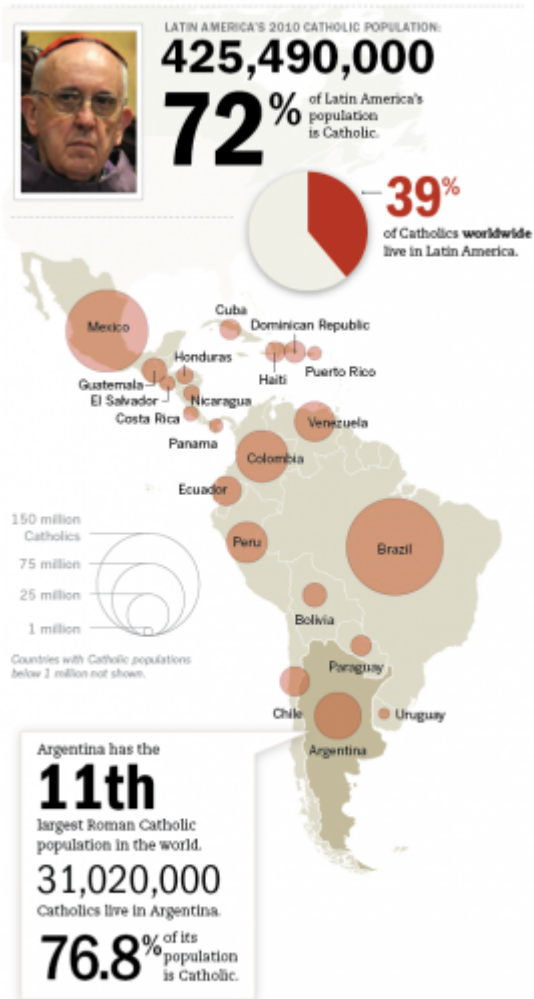 LATIN AMERICA'S 2010 CATHOLIC POPULATION:
425,490,000
72%
of Latin America's
population
is Catholic.
39%
of Catholics worldwide
live in Latin America.
Mexico
Cuba
Dominican Republic
Honduras
Haiti
Puerto Rico
Guatemala
El Salvador
Nicaragua
Costa Rica
Panama
Venezuela
Colombia
Ecuador
Peru
Brazil
150 million
Catholics
75 million
25 million
1 million
Countries with Catholic populations
below 1 million not shown.
Bolivia
Paraguay
Chile
Uruguay
Argentina
Argentina has the
11th
largest Roman Catholic
population in the world.
31,020,000
Catholics live in Argentina.
76.8%
of its
population
is Catholic.